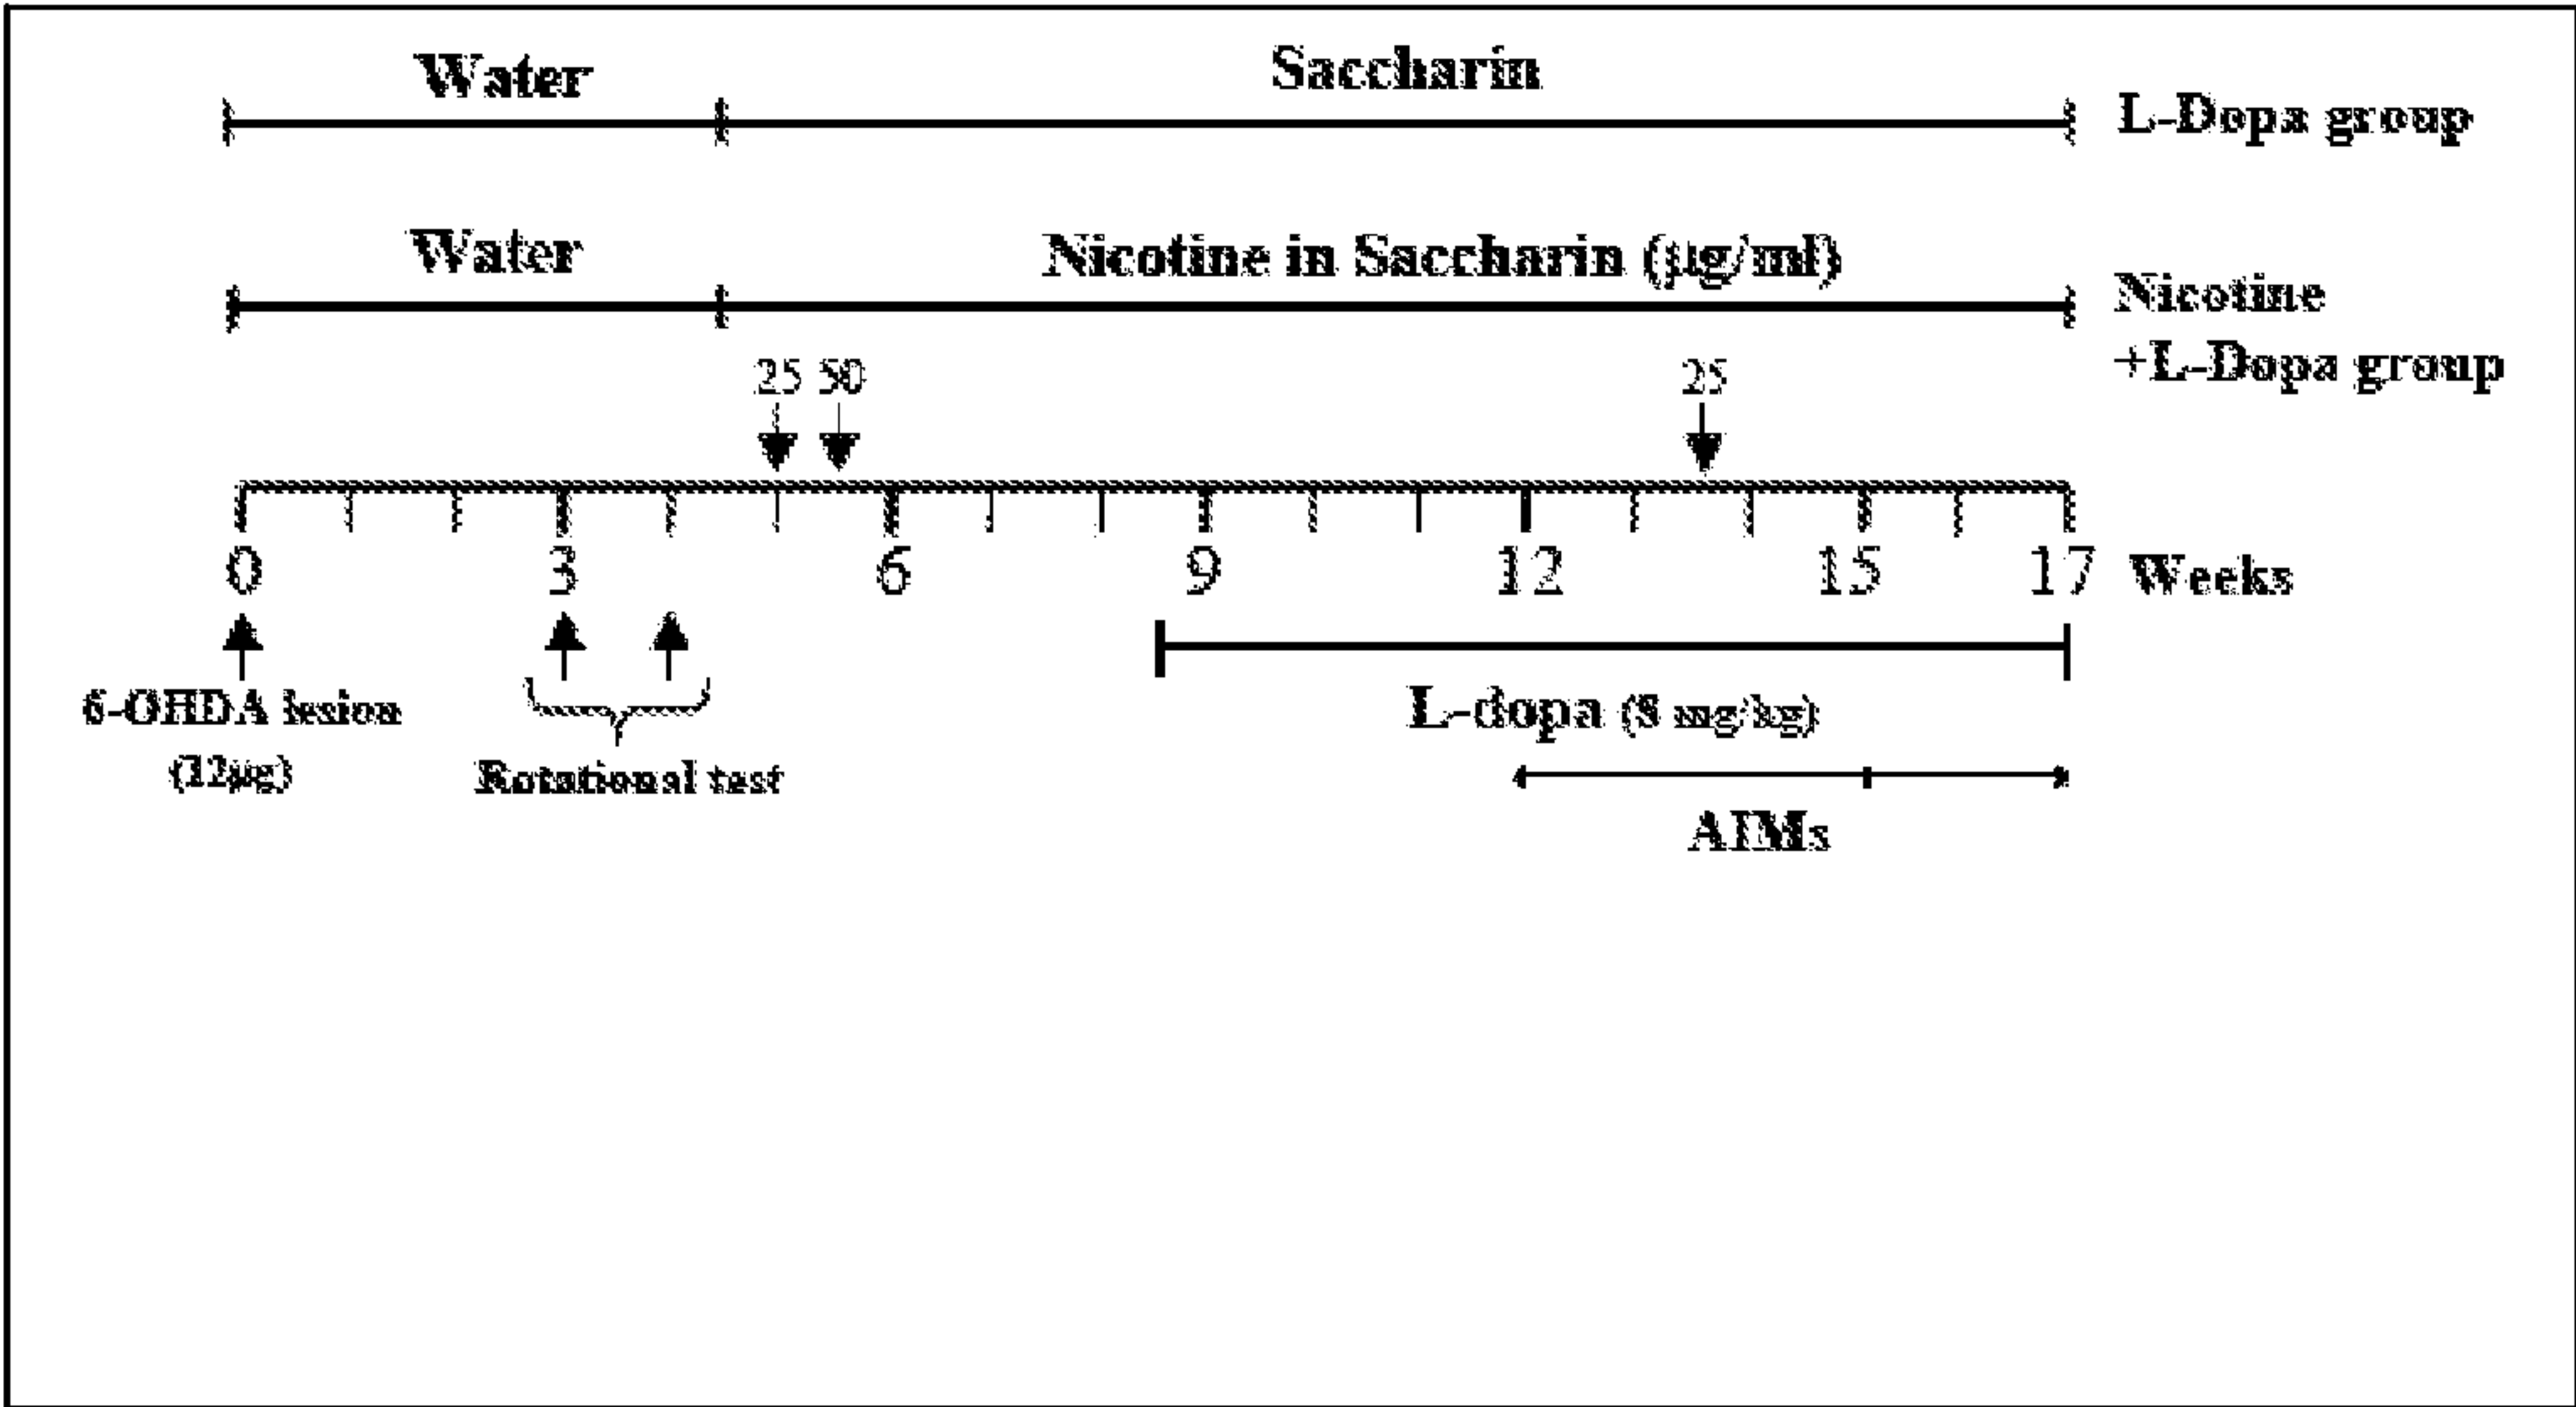 Water
Saccharin
L-Dopa group
Water
Nicotine in Saccharin (µg/ml)
Nicotine
+L-Dopa group
25 50
25
0 3 6 9 12 15 17 Weeks
6-OHDA lesion
(12µg)
Rotational test
L-dopa (8 mg/kg)
AIMs